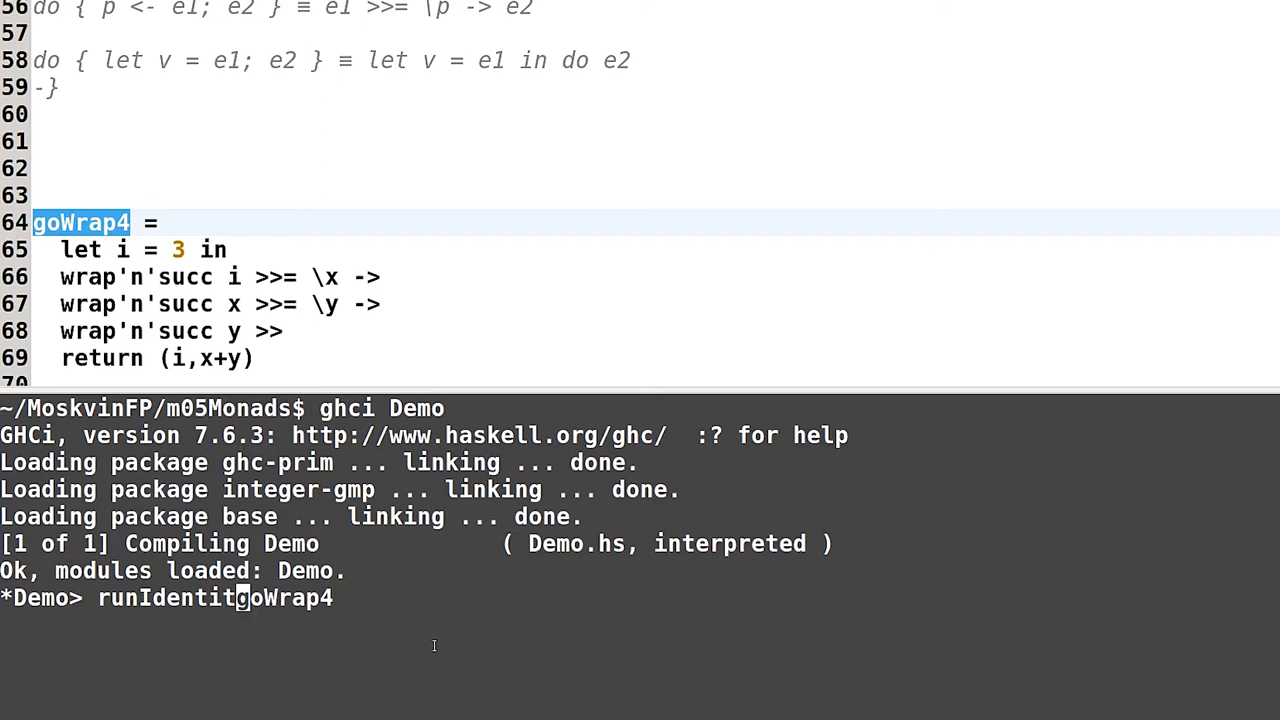 56 do { p <- e1; e2 } ≡ e1 >>= \p -> e2
57
58 do { let v = e1; e2 } ≡ let v = e1 in do e2
59 -}
60
61
62
63
64 goWrap4 =
65   let i = 3 in
66   wrap'n'succ i >>= \x ->
67   wrap'n'succ x >>= \y ->
68   wrap'n'succ y >>
69   return (i,x+y)
70
~/MoskvinFP/m05Monads$ ghci Demo
GHCi, version 7.6.3: http://www.haskell.org/ghc/  :? for help
Loading package ghc-prim ... linking ... done.
Loading package integer-gmp ... linking ... done.
Loading package base ... linking ... done.
[1 of 1] Compiling Demo             ( Demo.hs, interpreted )
Ok, modules loaded: Demo.
*Demo> runIdentitgoWrap4